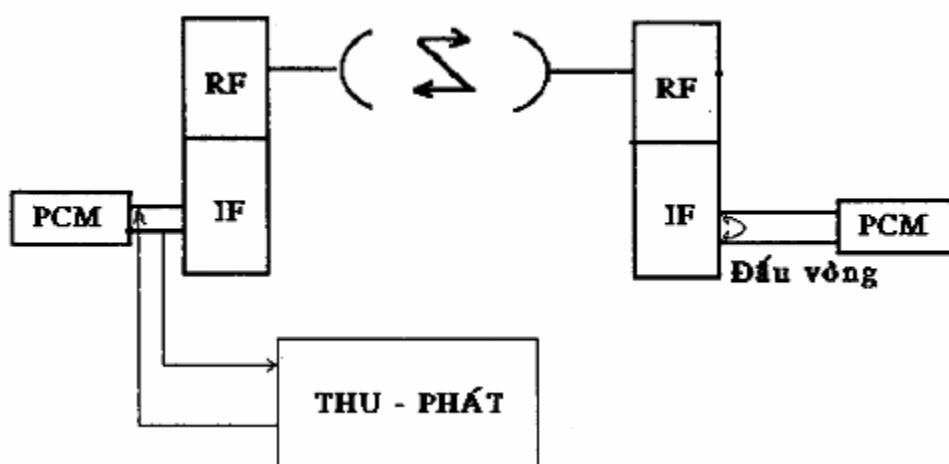 RF
RF
PCM
IF
IF
PCM
Đấu vòng
THU - PHÁT